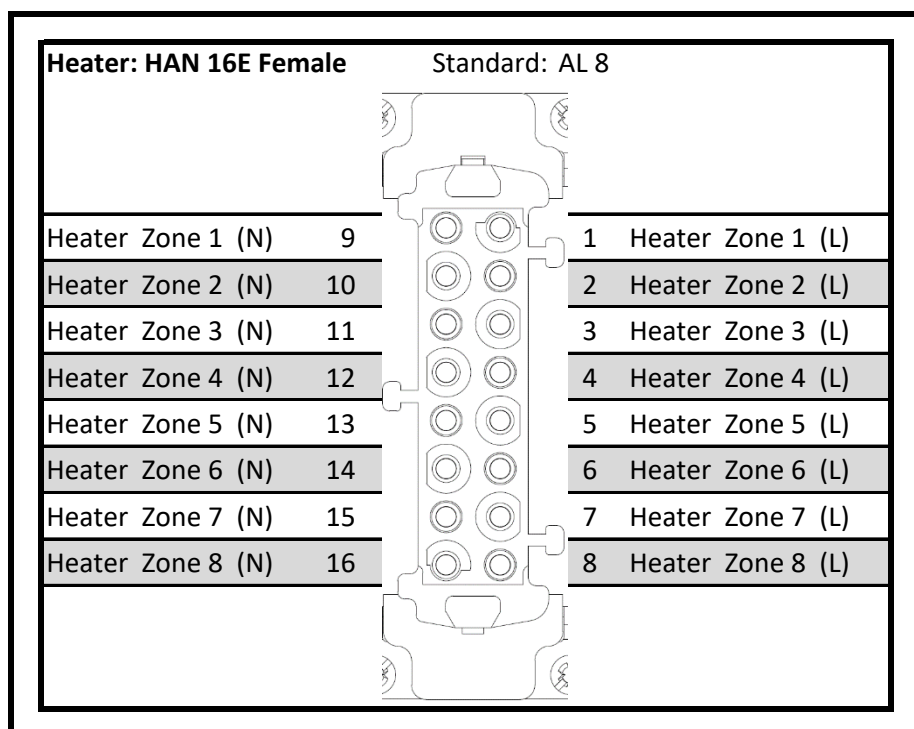 Heater: HAN 16E Female Standard: AL 8
Heater Zone 1 (N) 9 1 Heater Zone 1 (L)
Heater Zone 2 (N) 10 2 Heater Zone 2 (L)
Heater Zone 3 (N) 11 3 Heater Zone 3 (L)
Heater Zone 4 (N) 12 4 Heater Zone 4 (L)
Heater Zone 5 (N) 13 5 Heater Zone 5 (L)
Heater Zone 6 (N) 14 6 Heater Zone 6 (L)
Heater Zone 7 (N) 15 7 Heater Zone 7 (L)
Heater Zone 8 (N) 16 8 Heater Zone 8 (L)